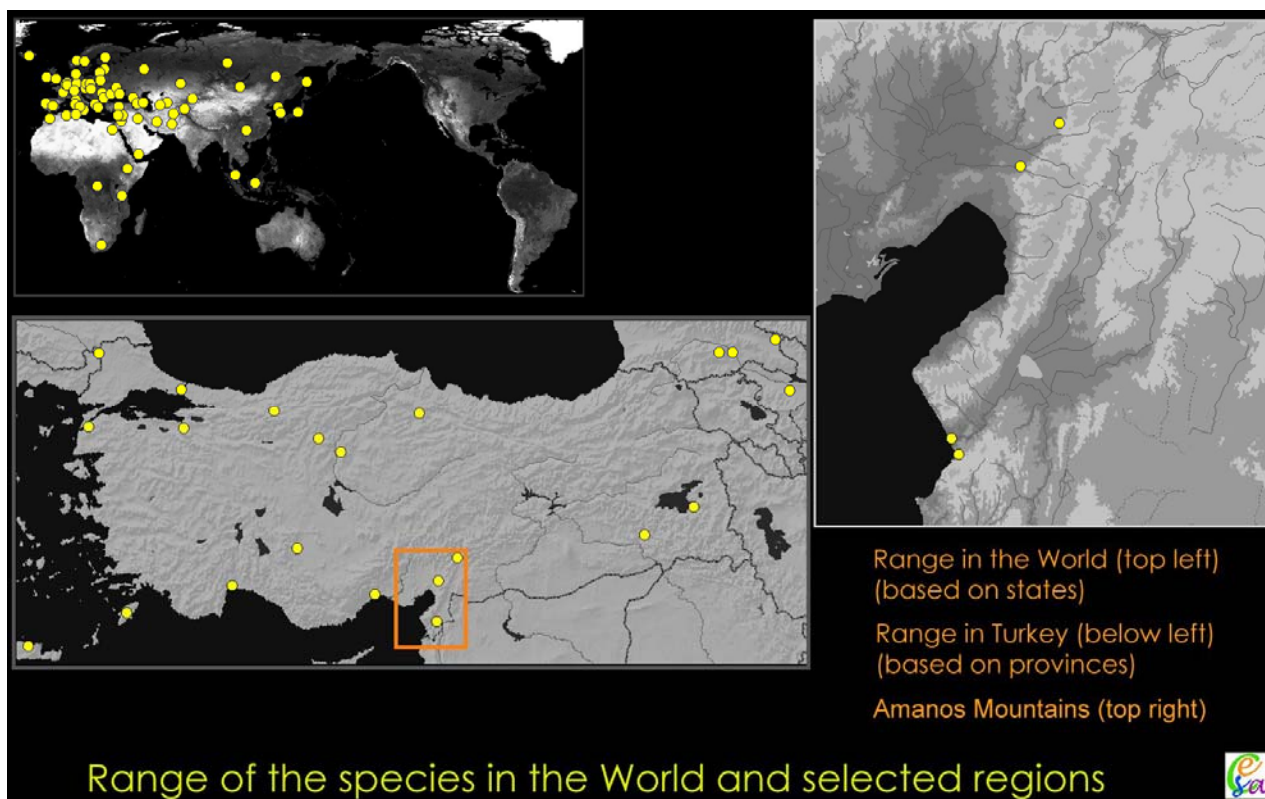 Range in the World (top left)
(based on states)
Range in Turkey (below left)
(based on provinces)
Amanos Mountains (top right)
Range of the species in the World and selected regions